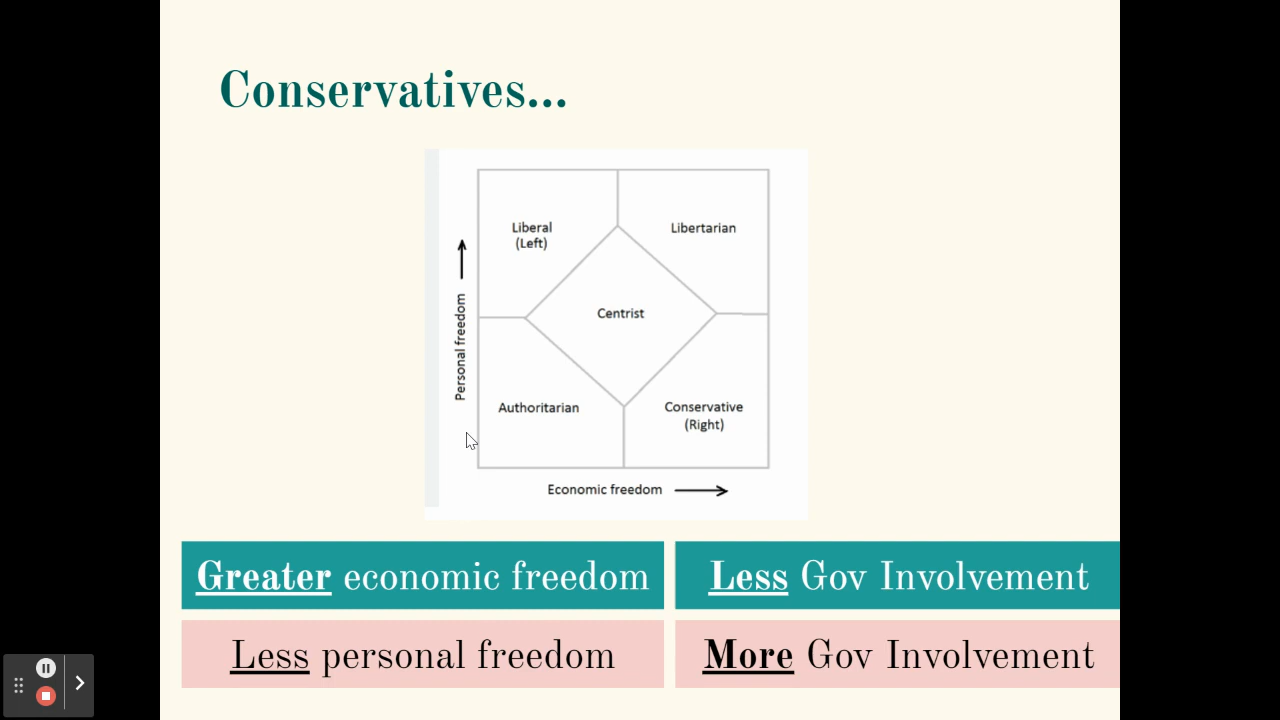 Conservatives...
Liberal
(Left)
Libertarian
Personal freedom
Centrist
Authoritarian
Conservative
(Right)
Economic freedom
Greater economic freedom
Less Gov Involvement
Less personal freedom
More Gov Involvement